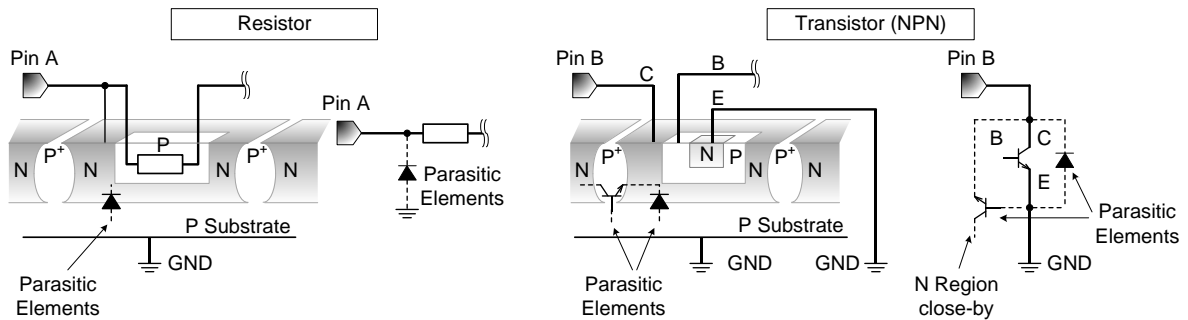 Resistor
Transistor (NPN)
Pin A
Pin B
C
B
E
Pin B
Pin A
N
P+
N
P
N
P+
N
N
P+
N
N
P
N
P+
N
B
C
E
Parasitic
Elements
P Substrate
GND
Parasitic
Elements
P Substrate
GND
GND
Parasitic
Elements
Parasitic
Elements
GND
N Region
close-by